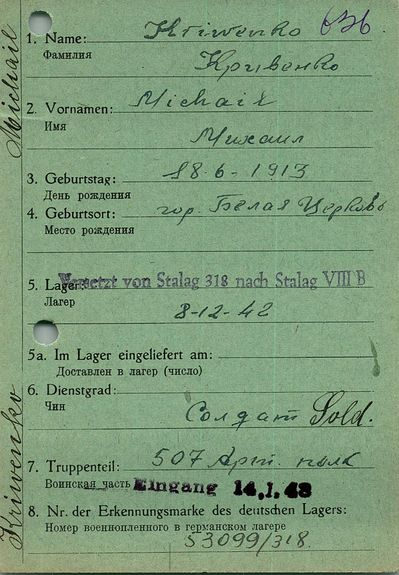 Michail
Kriwenko
1. Name: Kriwenko 636
Фамилия
Кривенко
2. Vornamen: Michail
Имя
Михаил
3. Geburtstag: 18-6-1913
День рождения
4. Geburtsort: гор. Белая Церковь
Место рождения
5. Lager: Versetzt von Stalag 318 nach Stalag VIII B
Лагер
8-12-42
5a. Im Lager eingeliefert am:
Доставлен в лагер (число)
6. Dienstgrad:
Чин
Солдат Sold.
7. Truppenteil: 507 Арт. полк
Воинская часть Eingang 14.I.43
8. Nr. der Erkennungsmarke des deutschen Lagers:
Номер военнопленного в германском лагере
53099/318.